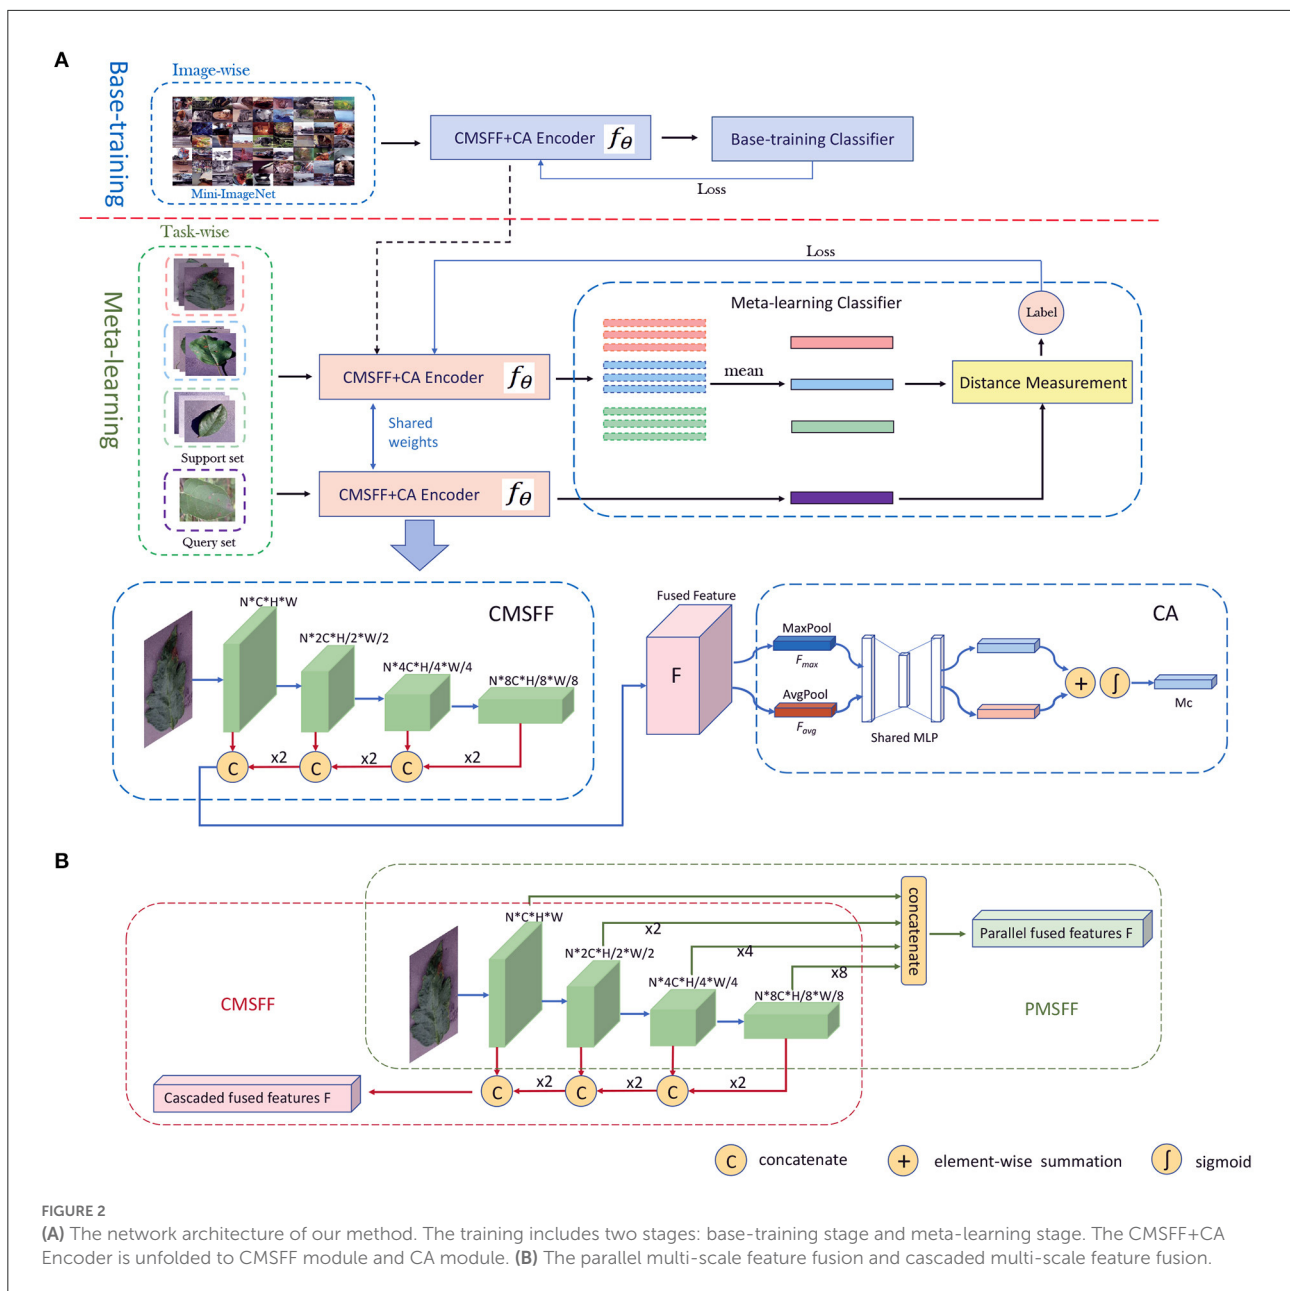 A
Base-training
Image-wise
Mini-ImageNet
CMSFF+CA Encoder fθ
Base-training Classifier
Loss
Meta-learning
Task-wise
Support set
Query set
Loss
CMSFF+CA Encoder fθ
Shared
weights
CMSFF+CA Encoder fθ
Meta-learning Classifier
mean
Label
Distance Measurement
CMSFF
N*C*H*W
N*2C*H/2*W/2
N*4C*H/4*W/4
N*8C*H/8*W/8
C x2 C x2 C x2
Fused Feature
F
CA
MaxPool
Fmax
AvgPool
Favg
Shared MLP
+ ∫
Mc
B
CMSFF
N*C*H*W
N*2C*H/2*W/2
N*4C*H/4*W/4
N*8C*H/8*W/8
x2
x4
x8
concatenate
Parallel fused features F
PMSFF
C x2 C x2 C x2
Cascaded fused features F
C concatenate
+ element-wise summation
∫ sigmoid
FIGURE 2
(A) The network architecture of our method. The training includes two stages: base-training stage and meta-learning stage. The CMSFF+CA
Encoder is unfolded to CMSFF module and CA module. (B) The parallel multi-scale feature fusion and cascaded multi-scale feature fusion.